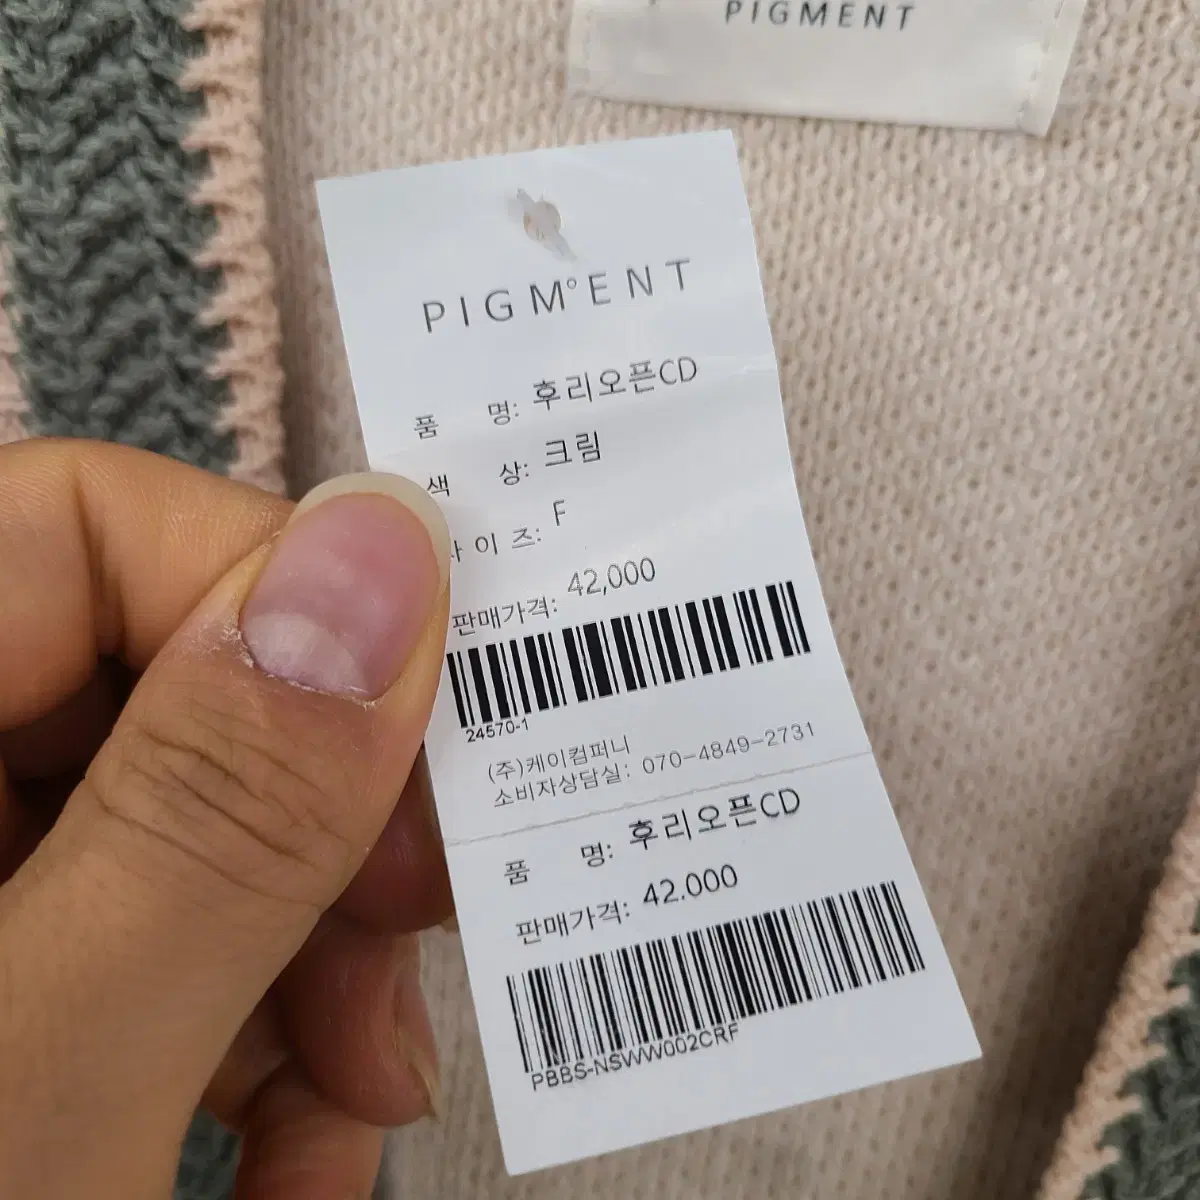 PIGMENT
PIGM°ENT
품 명: 후리오픈CD
색 상: 크림
사 이 즈: F
판매가격: 42,000
24570-1
(주)케이컴퍼니
소비자상담실: 070-4849-2731
품 명: 후리오픈CD
판매가격: 42.000
PBBS-NSWW002CRF